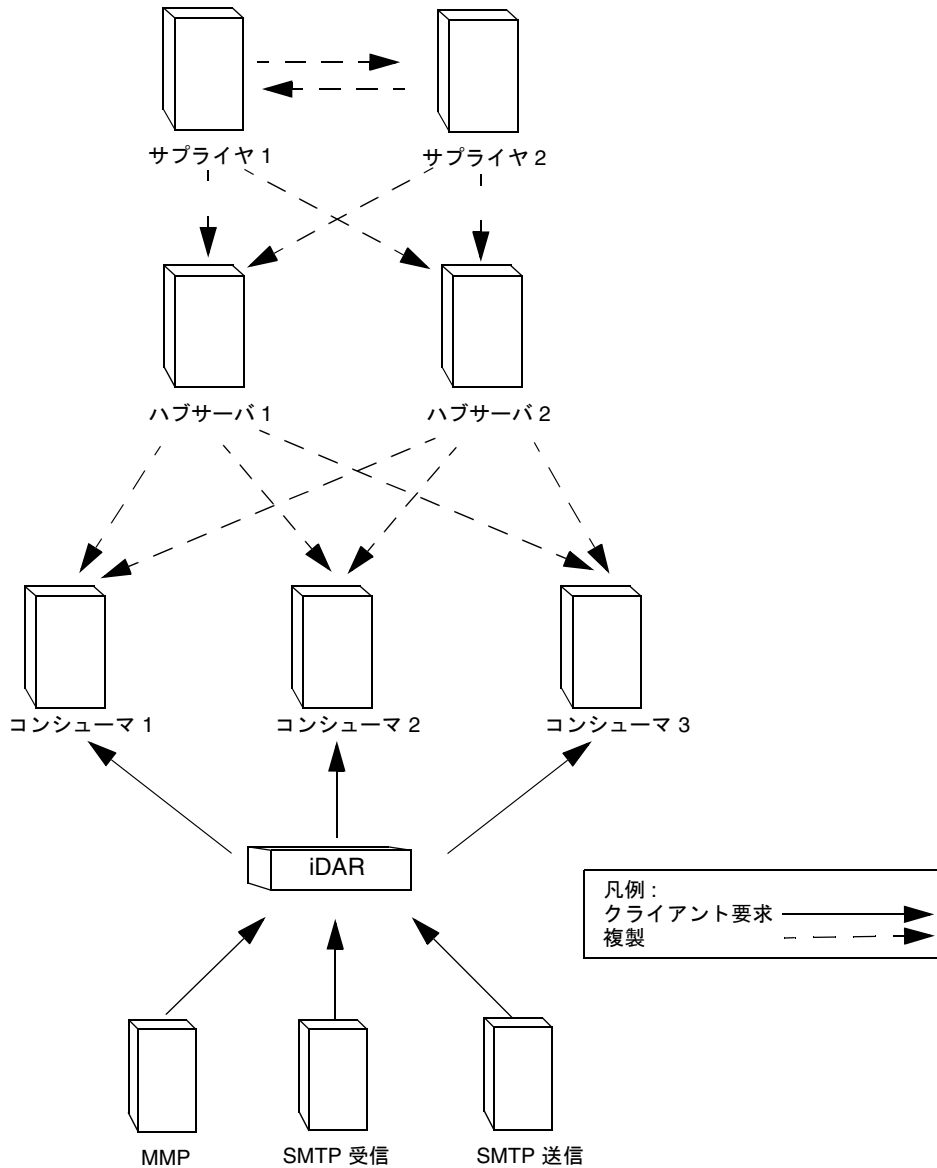 サプライヤ 1
サプライヤ 2
ハブサーバ 1
ハブサーバ 2
コンシューマ 1
コンシューマ 2
コンシューマ 3
iDAR
凡例 :
クライアント要求
複製
MMP
SMTP 受信
SMTP 送信